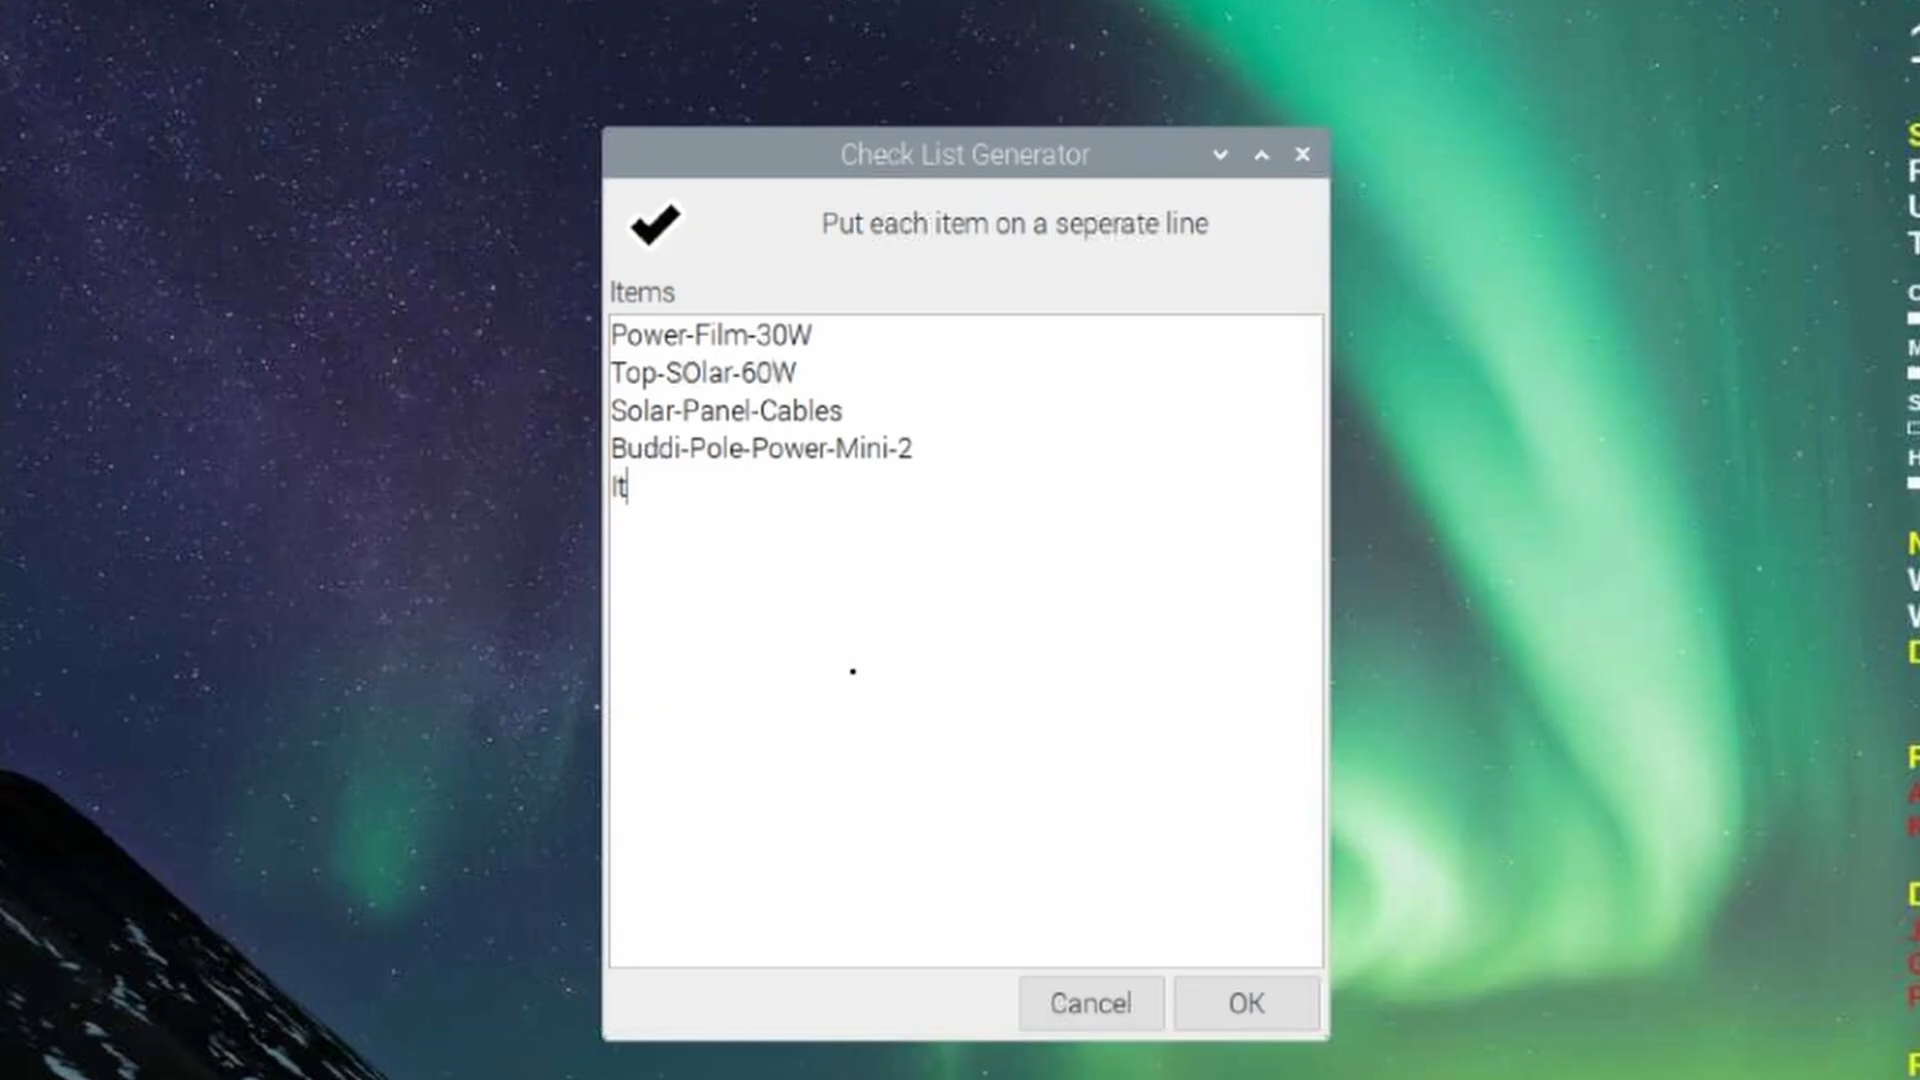 Check List Generator
Put each item on a seperate line
Items
Power-Film-30W
Top-SOlar-60W
Solar-Panel-Cables
Buddi-Pole-Power-Mini-2
It
Cancel
OK